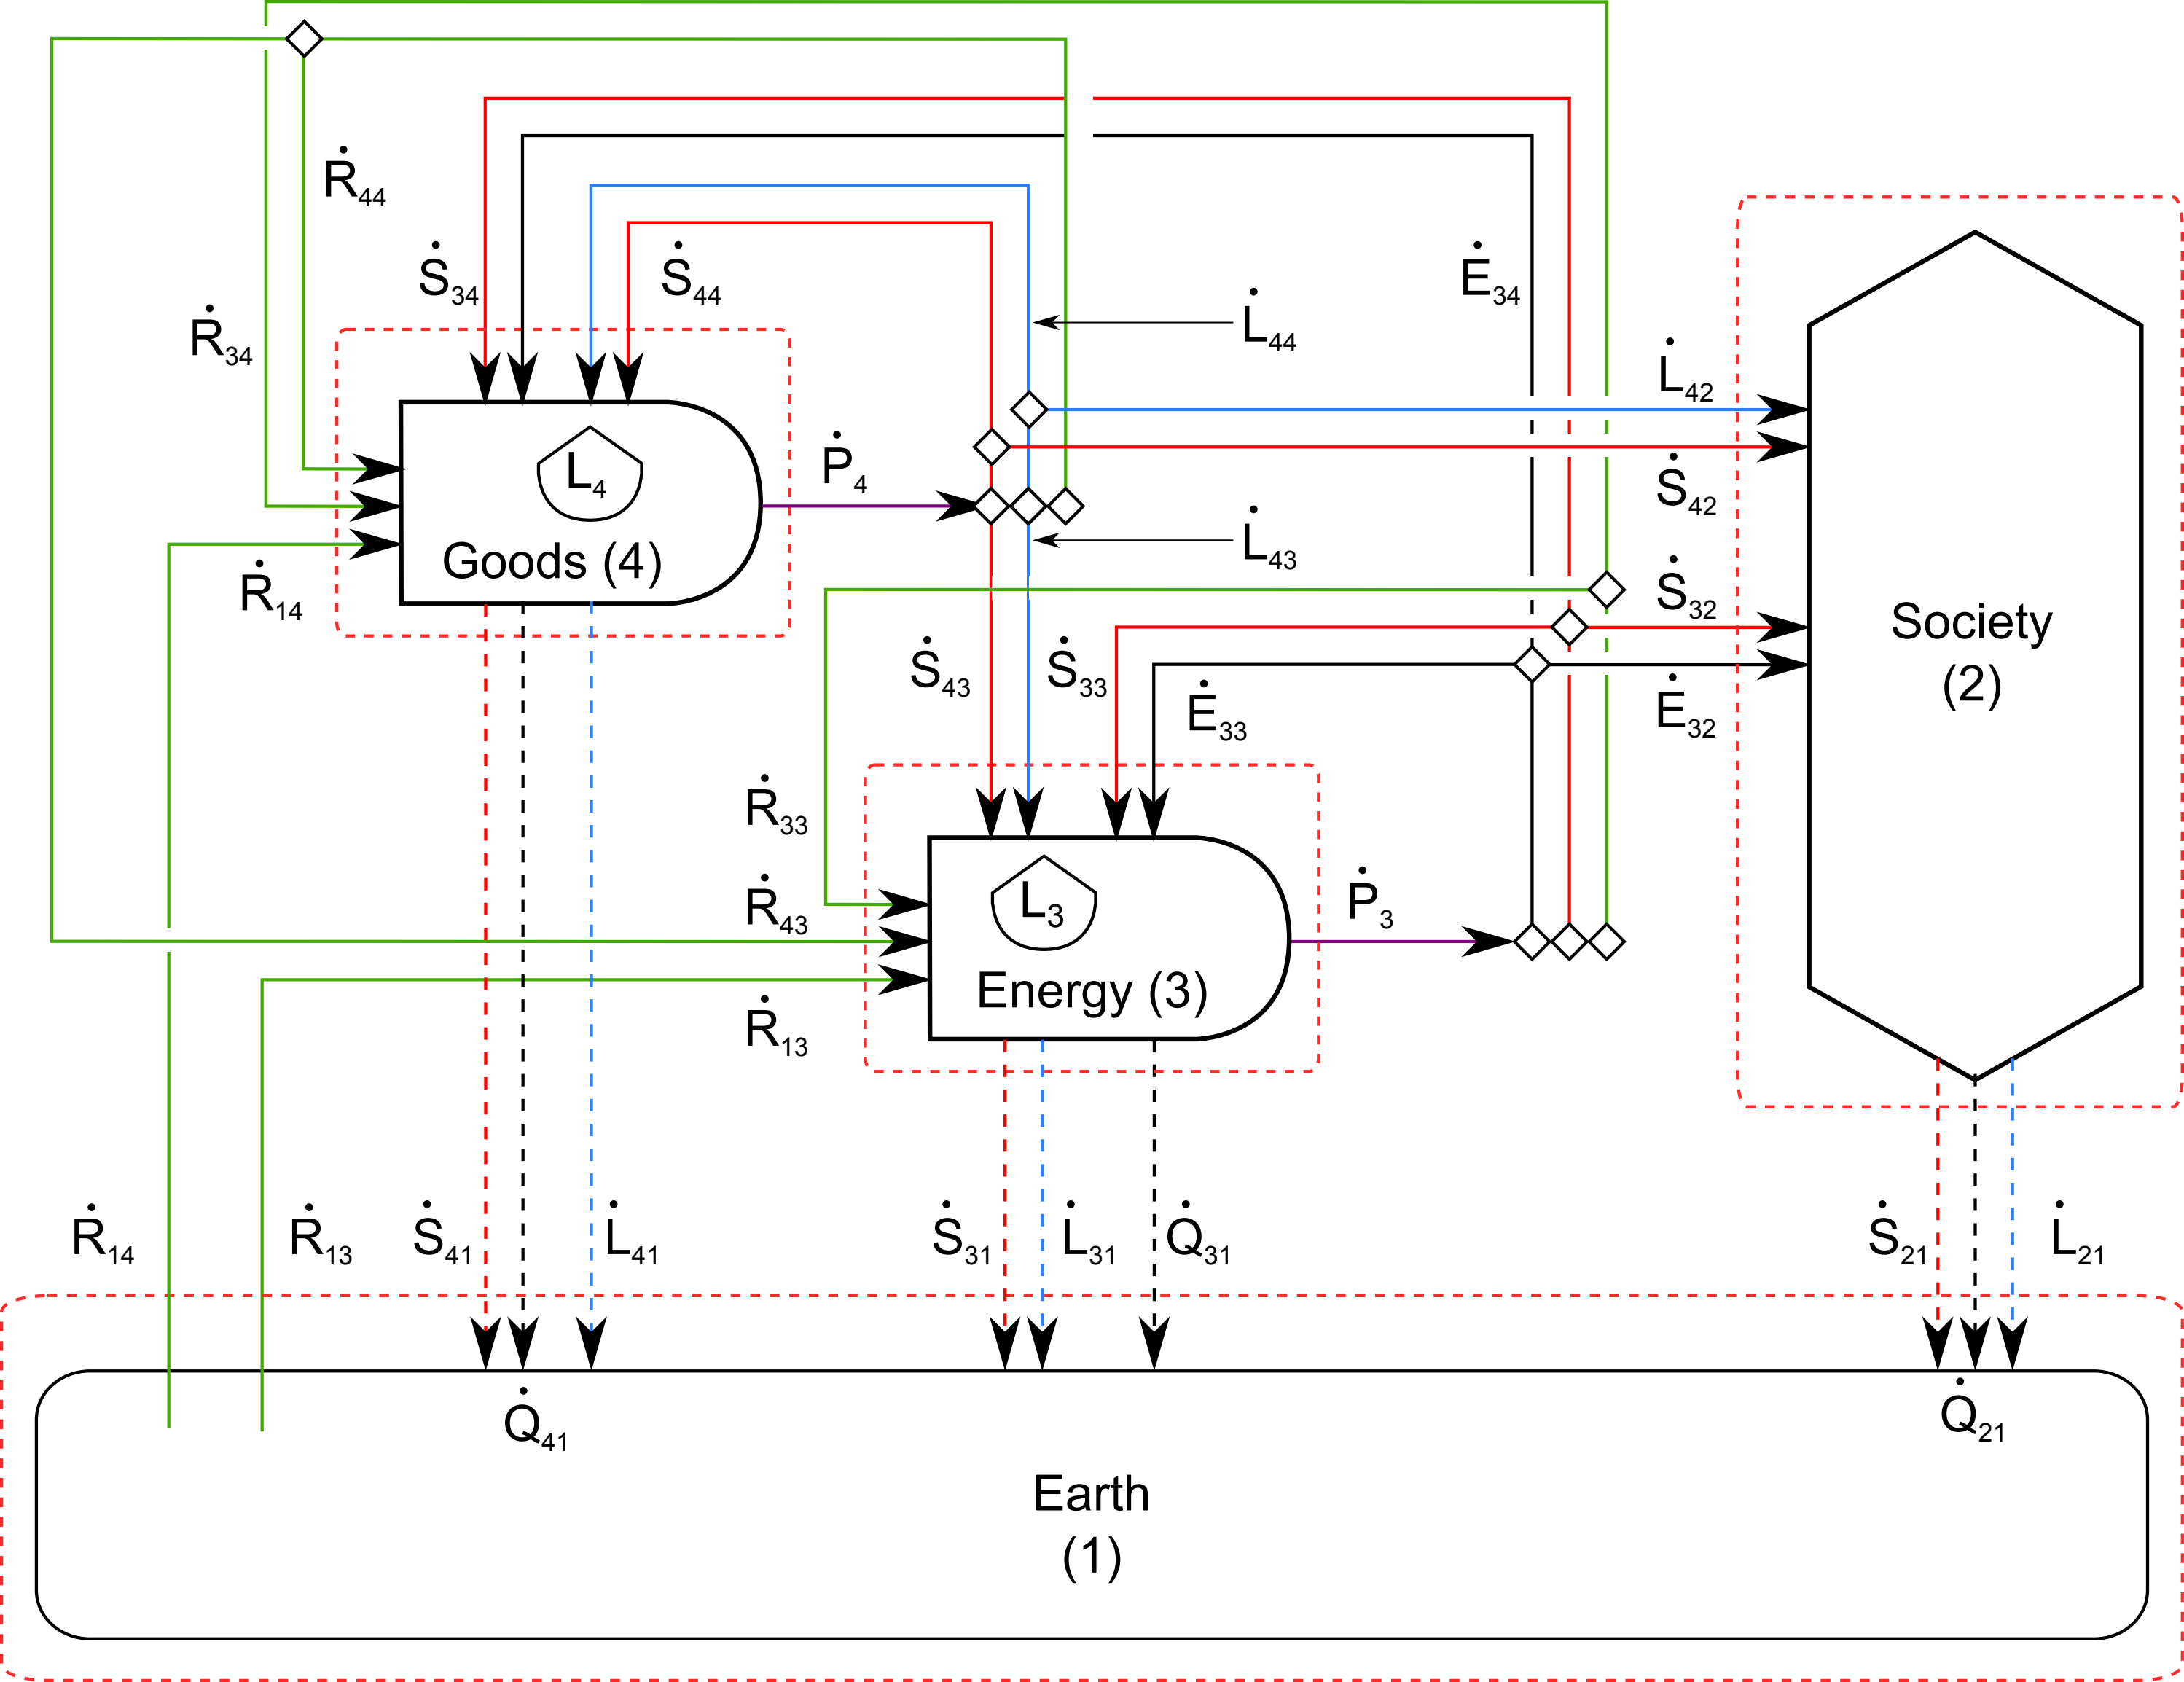 Ṙ₄₄
Ṡ₃₄
Ṡ₄₄
Ė₃₄
Ṙ₃₄
L̇₄₄
L̇₄₂
L₄
Goods (4)
Ṗ₄
Ṡ₄₂
L̇₄₃
Ṙ₁₄
Ṡ₃₂
Society
(2)
Ṡ₄₃
Ṡ₃₃
Ė₃₃
Ė₃₂
Ṙ₃₃
Ṙ₄₃
L₃
Energy (3)
Ṗ₃
Ṙ₁₃
Ṙ₁₄
Ṙ₁₃
Ṡ₄₁
L̇₄₁
Ṡ₃₁
L̇₃₁
Q̇₃₁
Ṡ₂₁
L̇₂₁
Q̇₄₁
Q̇₂₁
Earth
(1)